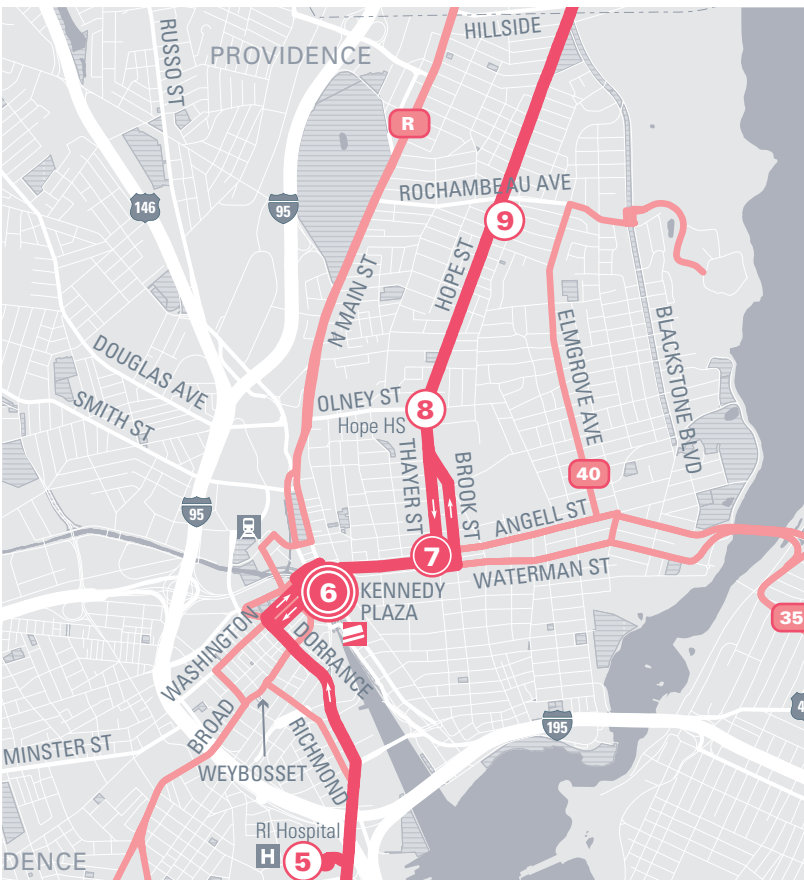 HILLSIDE
RUSSO ST
PROVIDENCE
R
ROCHAMBEAU AVE
146
95
9
HOPE ST
N MAIN ST
ELMGROVE AVE
BLACKSTONE BLVD
DOUGLAS AVE
SMITH ST
OLNEY ST
8
Hope HS
THAYER ST
BROOK ST
40
95
ANGELL ST
7
WATERMAN ST
6
KENNEDY
PLAZA
WASHINGTON
DORRANCE
35
BROAD
RICHMOND
195
4
MINSTER ST
WEYBOSSET
RI Hospital
H
5
DENCE